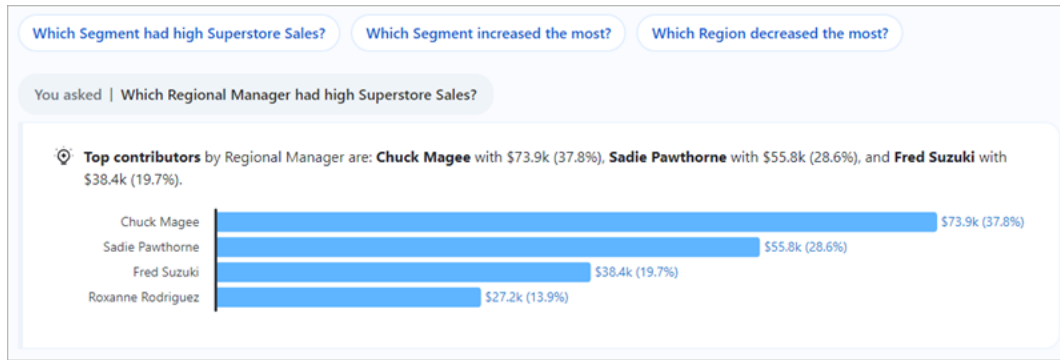 Which Segment had high Superstore Sales?
Which Segment increased the most?
Which Region decreased the most?
You asked | Which Regional Manager had high Superstore Sales?
Top contributors by Regional Manager are: Chuck Magee with $73.9k (37.8%), Sadie Pawthorne with $55.8k (28.6%), and Fred Suzuki with
$38.4k (19.7%).
Chuck Magee $73.9k (37.8%)
Sadie Pawthorne $55.8k (28.6%)
Fred Suzuki $38.4k (19.7%)
Roxanne Rodriguez $27.2k (13.9%)